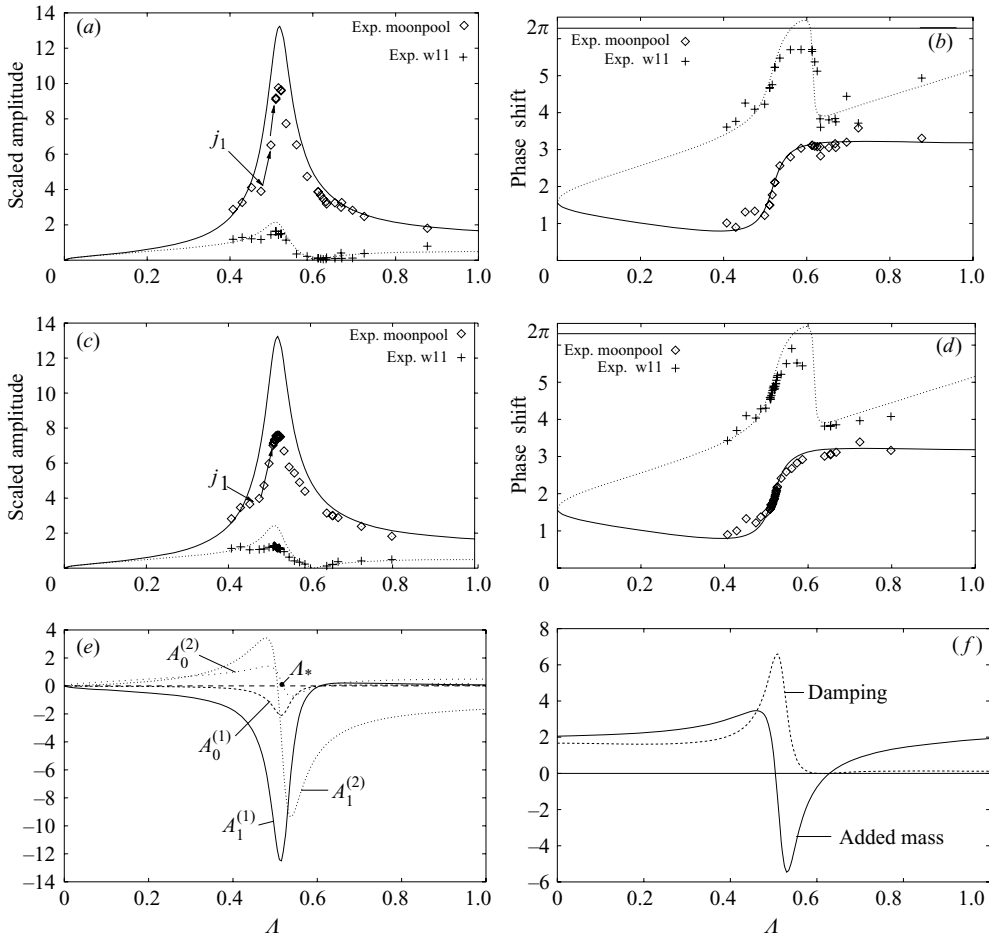 (a)
Exp. moonpool
Exp. w11
j1
Scaled amplitude
14
12
10
8
6
4
2
0
0.2
0.4
0.6
0.8
1.0
(b)
Exp. moonpool
Exp. w11
Phase shift
2π
5
4
3
2
1
0
0.2
0.4
0.6
0.8
1.0
(c)
Exp. moonpool
Exp. w11
j1
Scaled amplitude
14
12
10
8
6
4
2
0
0.2
0.4
0.6
0.8
1.0
(d)
Exp. moonpool
Exp. w11
Phase shift
2π
5
4
3
2
1
0
0.2
0.4
0.6
0.8
1.0
(e)
A0(2)
Λ*
A0(1)
A1(1)
A1(2)
4
2
0
−2
−4
−6
−8
−10
−12
−14
0
0.2
0.4
0.6
0.8
1.0
Λ
(f)
Damping
Added mass
8
6
4
2
0
−2
−4
−6
0.2
0.4
0.6
0.8
1.0
Λ